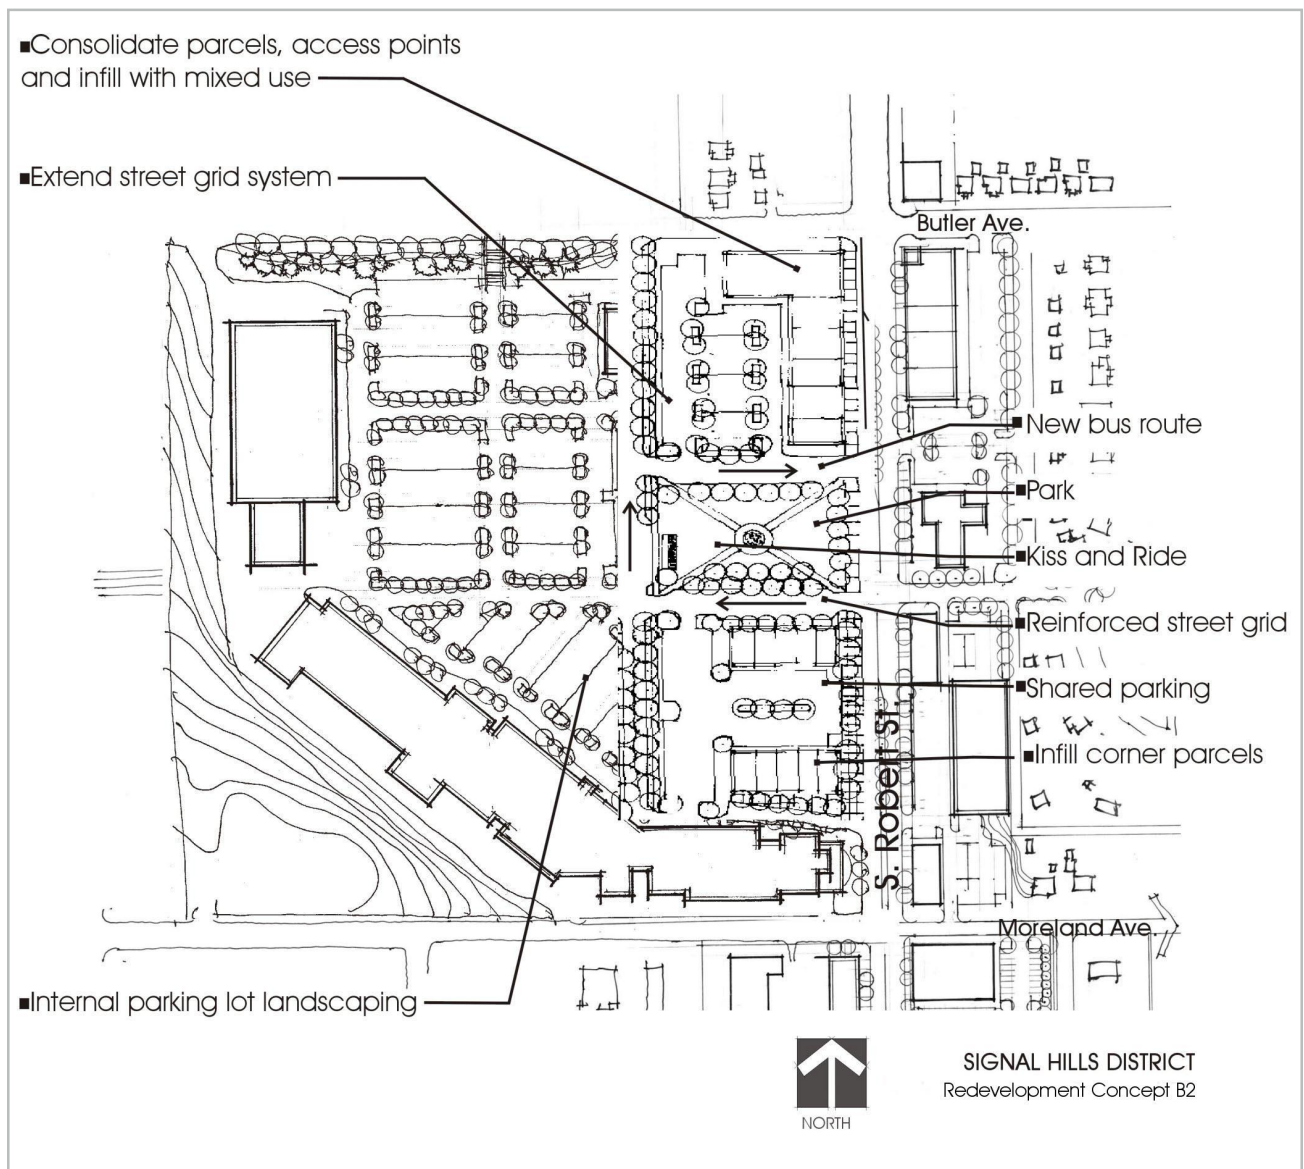 ■Consolidate parcels, access points
and infill with mixed use
■Extend street grid system
Butler Ave.
■New bus route
■Park
■Kiss and Ride
■Reinforced street grid
■Shared parking
■Infill corner parcels
S. Robert St.
Moreland Ave.
■Internal parking lot landscaping
NORTH
SIGNAL HILLS DISTRICT
Redevelopment Concept B2